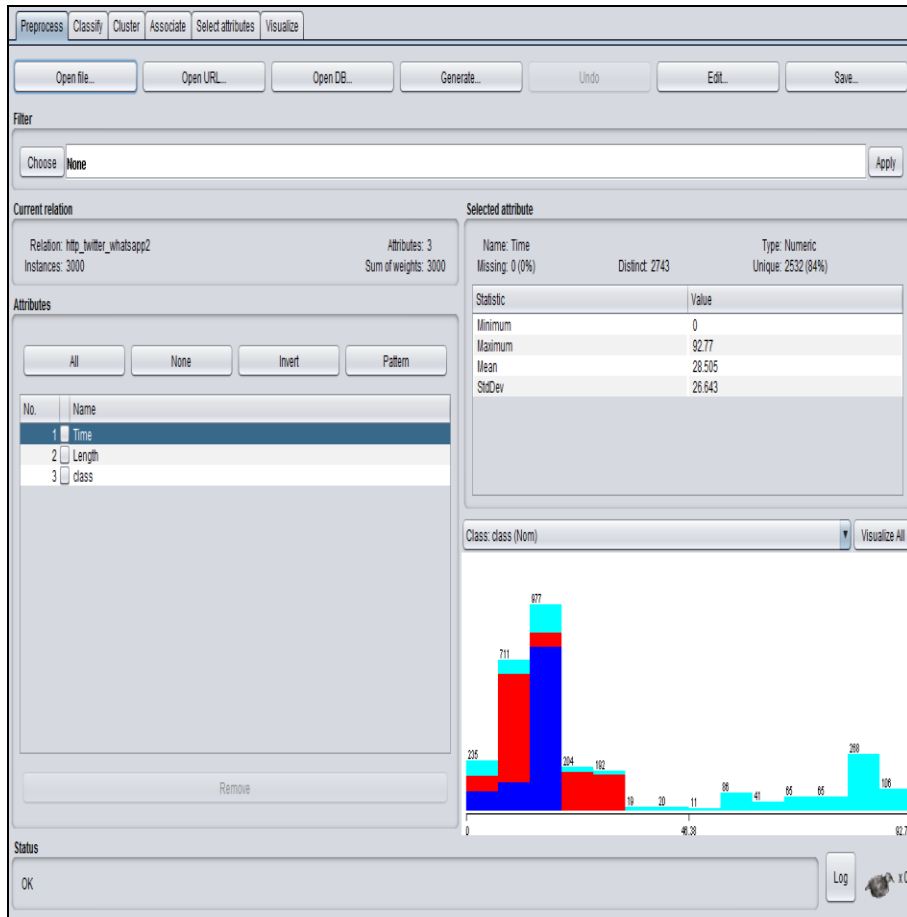 Preprocess Classify Cluster Associate Select attributes Visualize
Open file... Open URL... Open DB... Generate... Undo Edit... Save...
Filter
Choose None Apply
Current relation
Relation: http_twitter_whatsapp2 Attributes: 3
Instances: 3000 Sum of weights: 3000
Attributes
All None Invert Pattern
No. Name
1 Time
2 Length
3 class
Remove
Selected attribute
Name: Time Type: Numeric
Missing: 0 (0%) Distinct: 2743 Unique: 2532 (84%)
Statistic Value
Minimum 0
Maximum 92.77
Mean 28.505
StdDev 26.643
Class: class (Nom) Visualize All
977
711
235 204 192 19 20 11 86 41 65 65 268 106
0 46.38 92.7
Status
OK Log x 0